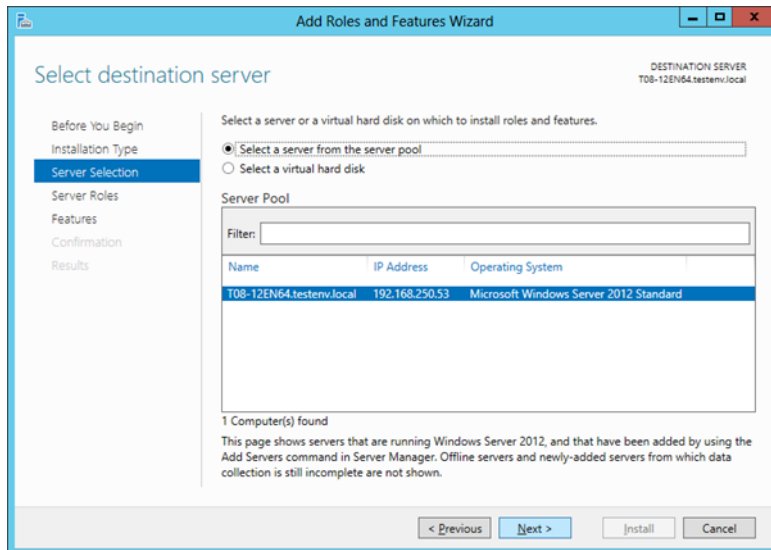 Add Roles and Features Wizard
Select destination server
DESTINATION SERVER
T08-12EN64.testenv.local
Before You Begin
Installation Type
Server Selection
Server Roles
Features
Confirmation
Results
Select a server or a virtual hard disk on which to install roles and features.
Select a server from the server pool
Select a virtual hard disk
Server Pool
Filter:
Name IP Address Operating System
T08-12EN64.testenv.local 192.168.250.53 Microsoft Windows Server 2012 Standard
1 Computer(s) found
This page shows servers that are running Windows Server 2012, and that have been added by using the
Add Servers command in Server Manager. Offline servers and newly-added servers from which data
collection is still incomplete are not shown.
< Previous Next > Install Cancel